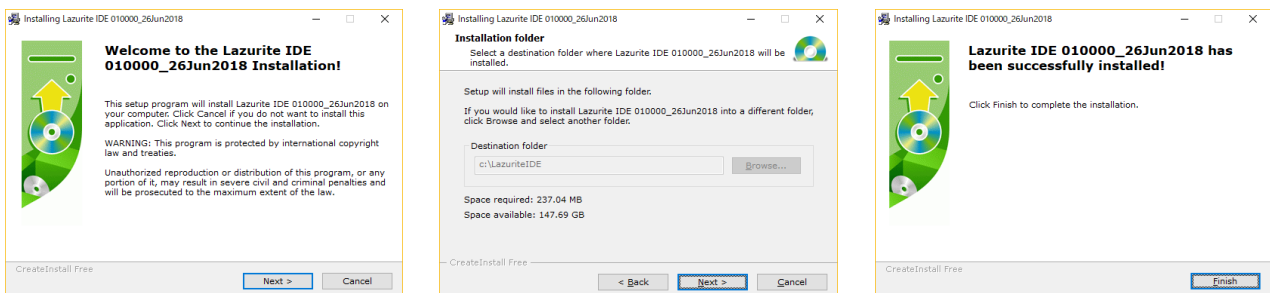 Installing Lazurite IDE 010000_26Jun2018
Welcome to the Lazurite IDE
010000_26Jun2018 Installation!
This setup program will install Lazurite IDE 010000_26Jun2018 on
your computer. Click Cancel if you do not want to install this
application. Click Next to continue the installation.
WARNING: This program is protected by international copyright
law and treaties.
Unauthorized reproduction or distribution of this program, or any
portion of it, may result in severe civil and criminal penalties and
will be prosecuted to the maximum extent of the law.
CreateInstall Free
Next >
Cancel
Installing Lazurite IDE 010000_26Jun2018
Installation folder
Select a destination folder where Lazurite IDE 010000_26Jun2018 will be
installed.
Setup will install files in the following folder.
If you would like to install Lazurite IDE 010000_26Jun2018 into a different folder,
click Browse and select another folder.
Destination folder
c:\LazuriteIDE
Browse...
Space required: 237.04 MB
Space available: 147.69 GB
CreateInstall Free
< Back
Next >
Cancel
Installing Lazurite IDE 010000_26Jun2018
Lazurite IDE 010000_26Jun2018 has
been successfully installed!
Click Finish to complete the installation.
CreateInstall Free
Finish